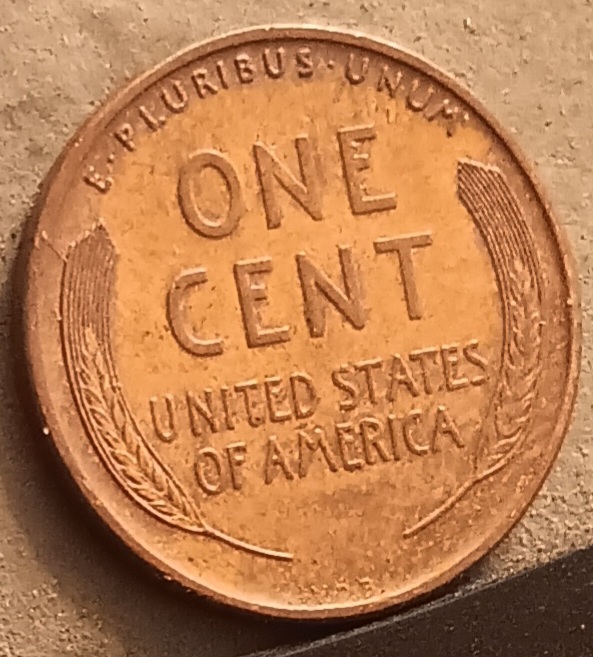 E · PLURIBUS · UNUM
ONE
CENT
UNITED STATES
OF AMERICA